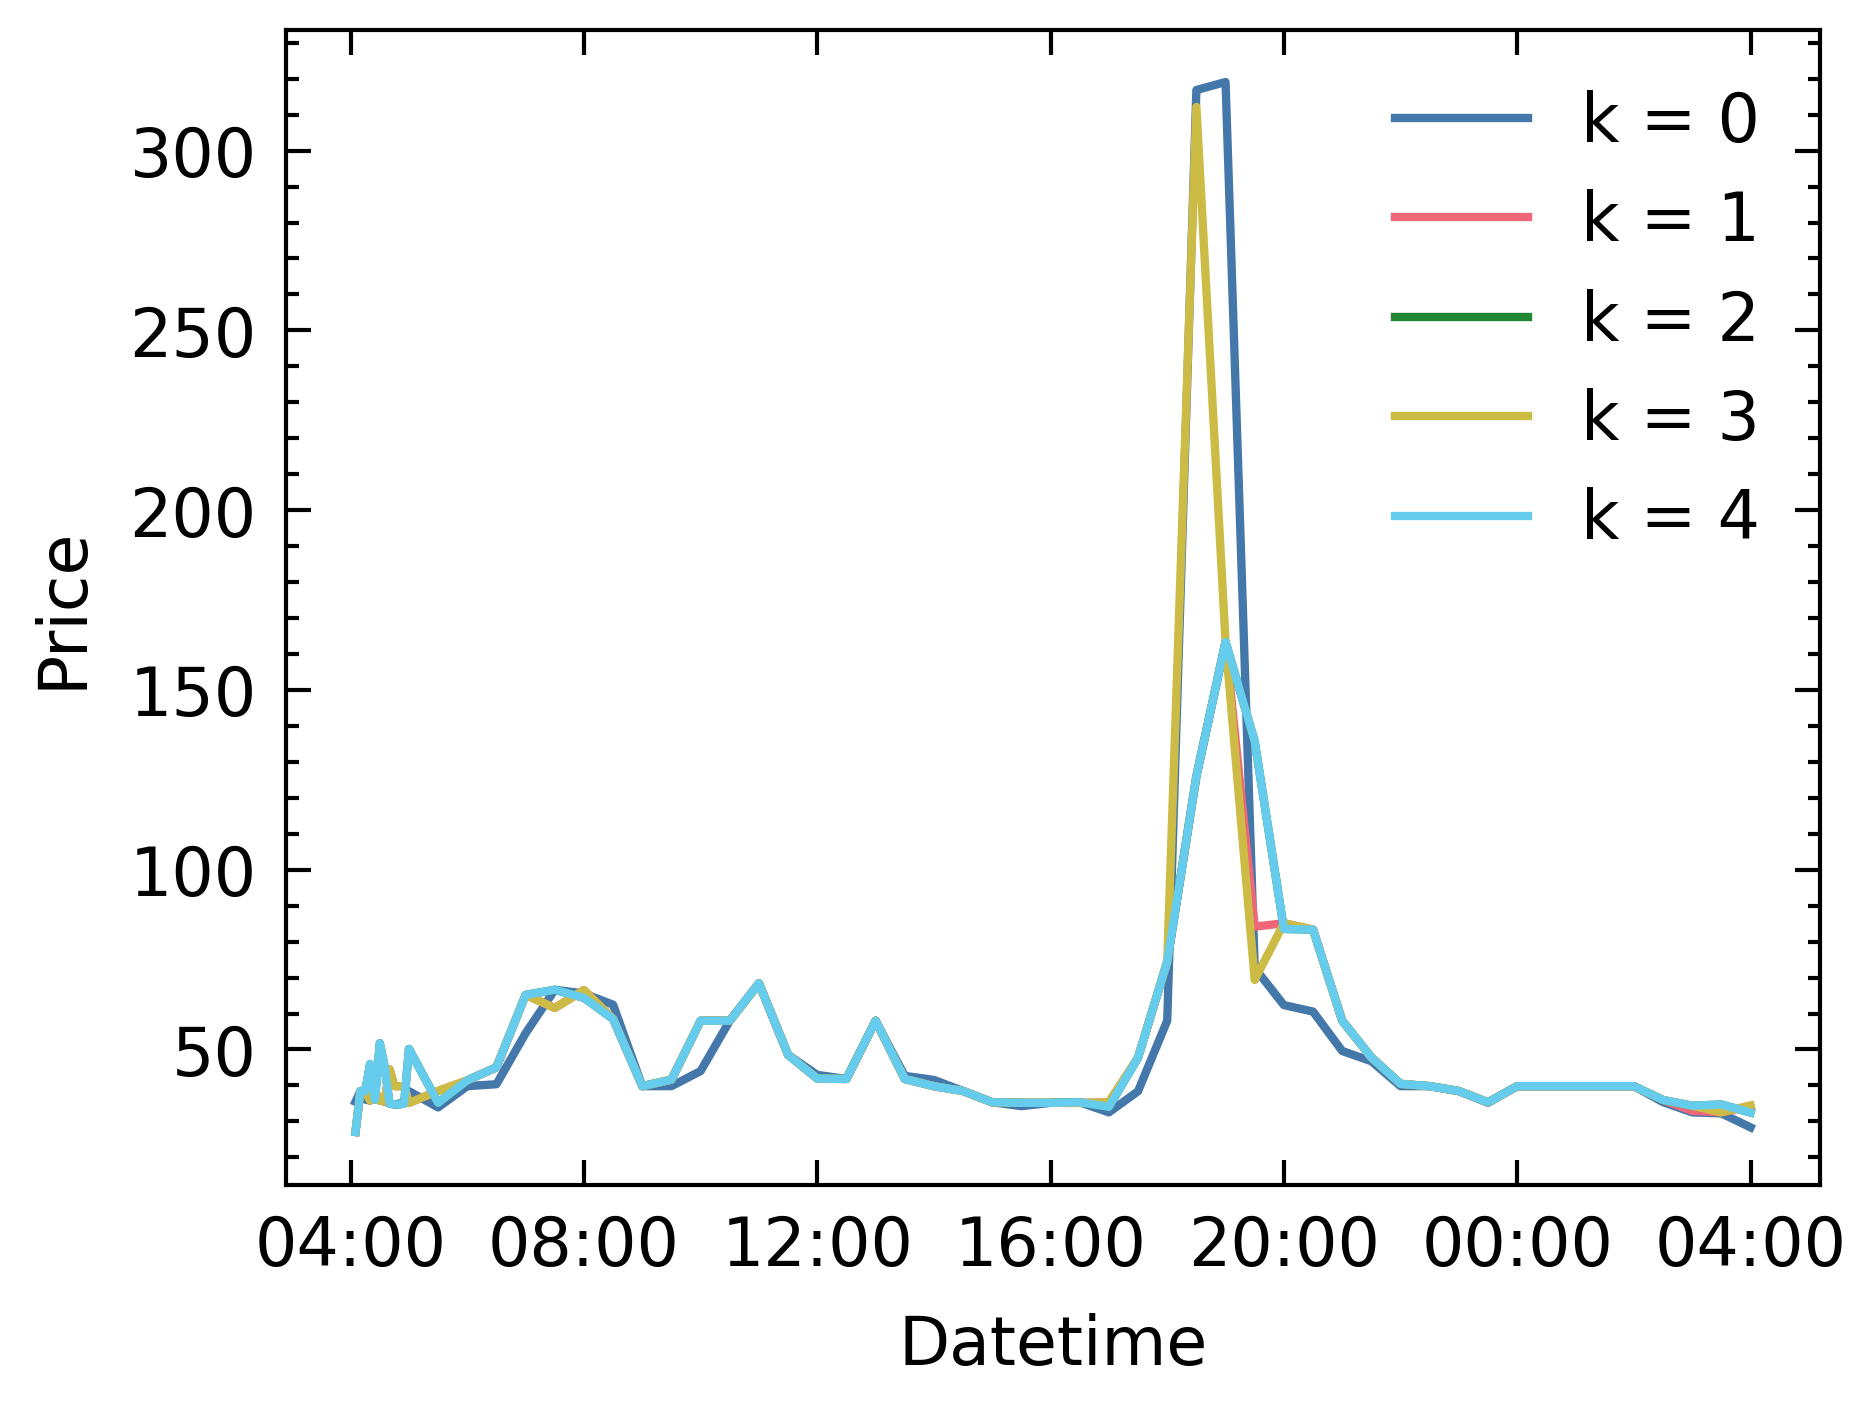 k = 0
k = 1
k = 2
k = 3
k = 4
300
250
200
150
100
50
Price
04:00 08:00 12:00 16:00 20:00 00:00 04:00
Datetime